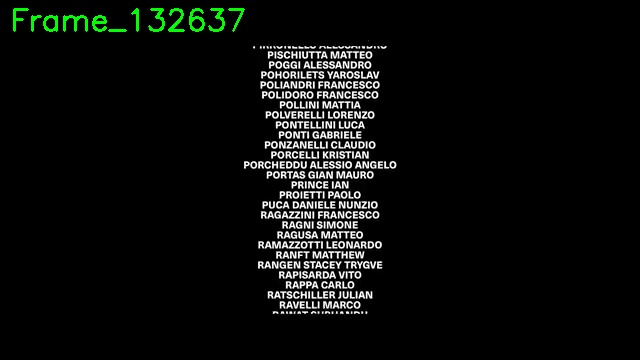 Frame_132637
PIRRONELLO ALESSANDRO
PISCHIUTTA MATTEO
POGGI ALESSANDRO
POHORILETS YAROSLAV
POLIANDRI FRANCESCO
POLIDORO FRANCESCO
POLLINI MATTIA
POLVERELLI LORENZO
PONTELLINI LUCA
PONTI GABRIELE
PONZANELLI CLAUDIO
PORCELLI KRISTIAN
PORCHEDDU ALESSIO ANGELO
PORTAS GIAN MAURO
PRINCE IAN
PROIETTI PAOLO
PUCA DANIELE NUNZIO
RAGAZZINI FRANCESCO
RAGNI SIMONE
RAGUSA MATTEO
RAMAZZOTTI LEONARDO
RANFT MATTHEW
RANGEN STACEY TRYGVE
RAPISARDA VITO
RAPPA CARLO
RATSCHILLER JULIAN
RAVELLI MARCO
RAWAT